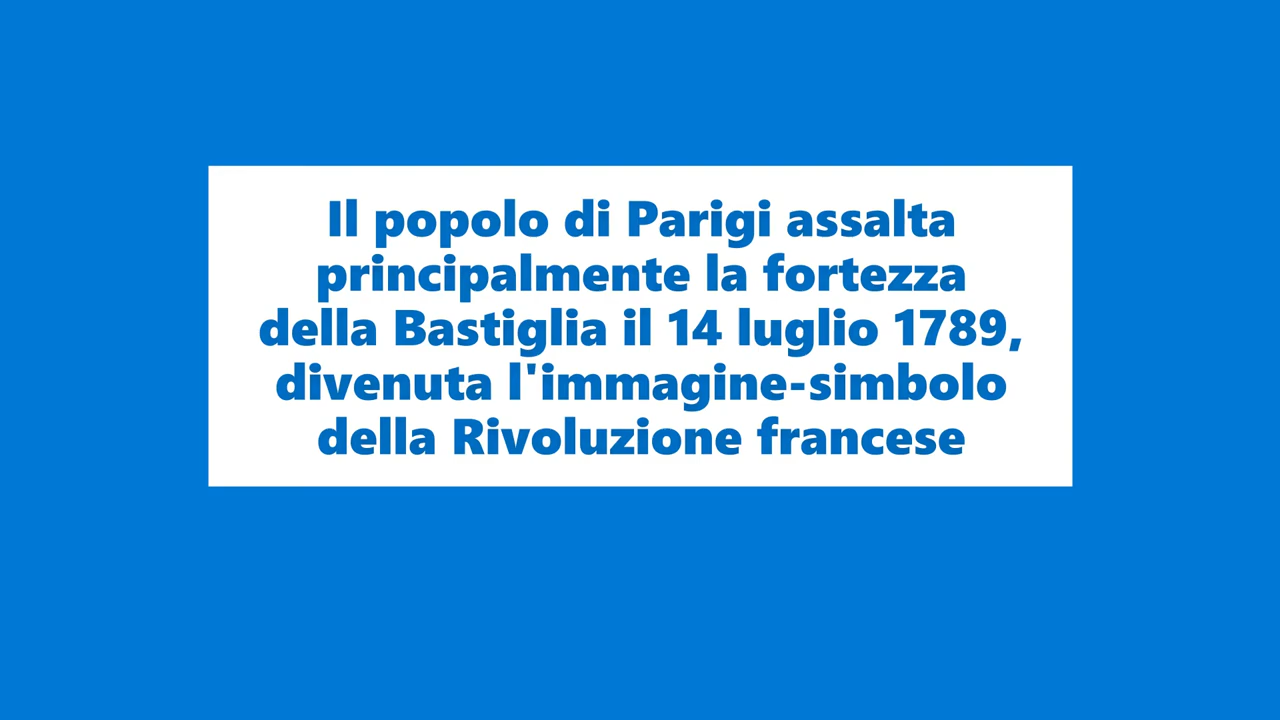 Il popolo di Parigi assalta
principalmente la fortezza
della Bastiglia il 14 luglio 1789,
divenuta l'immagine-simbolo
della Rivoluzione francese